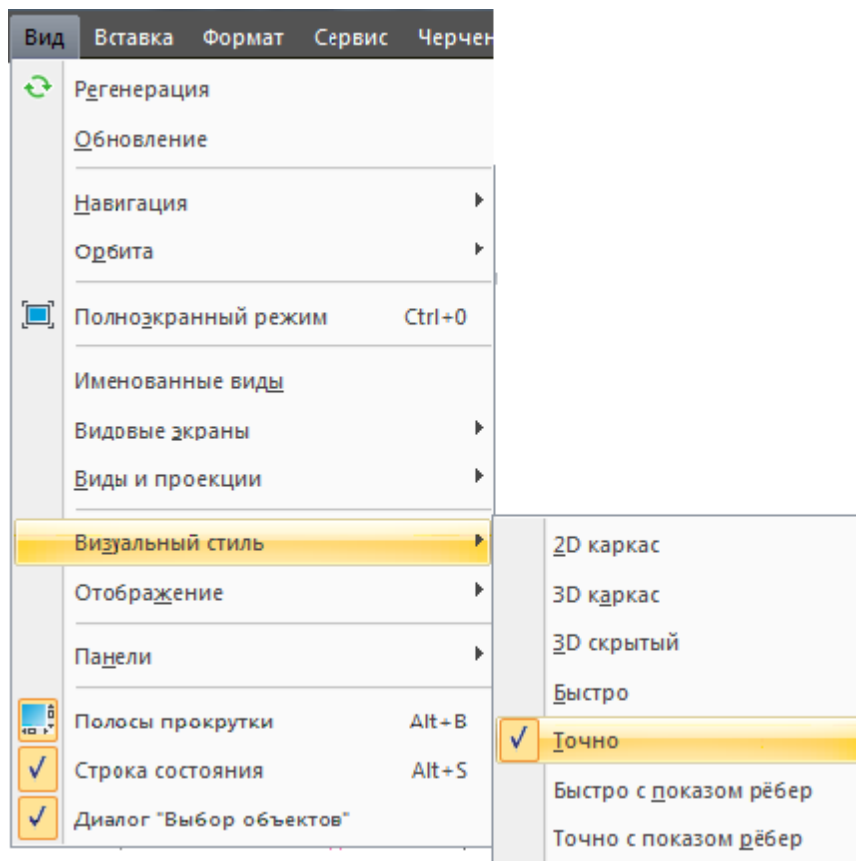 Вид Вставка Формат Сервис Черчен
Регенерация
Обновление
Навигация
Орбита
Полноэкранный режим Ctrl+0
Именованные виды
Видовые экраны
Виды и проекции
Визуальный стиль
2D каркас
Отображение
3D каркас
3D скрытый
Панели
Быстро
Полосы прокрутки Alt+B
Точно
Строка состояния Alt+S
Быстро с показом рёбер
Диалог "Выбор объектов"
Точно с показом рёбер